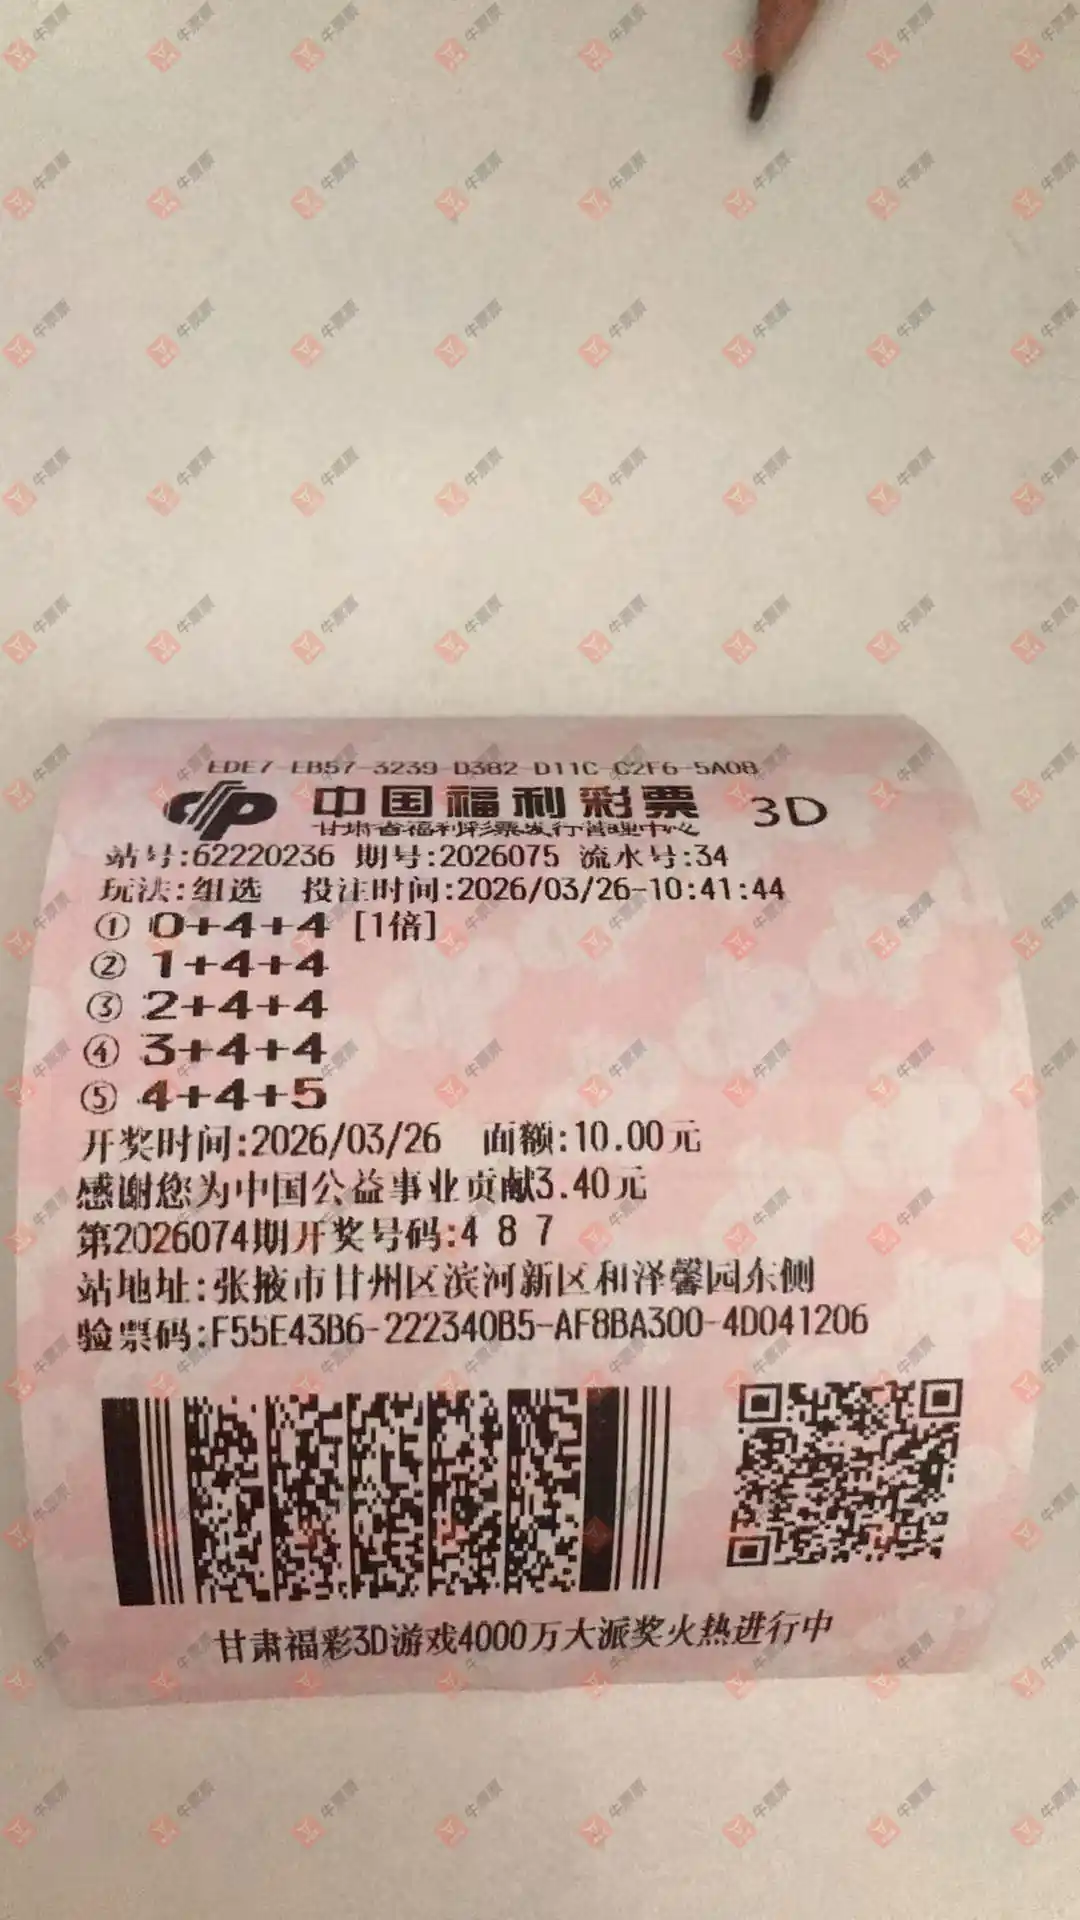 EDE7-EB57-3239-D382-D11C-C2F6-5A0B
中国福利彩票 3D
甘肃省福利彩票发行管理中心
站号:62220236 期号:2026075 流水号:34
玩法:组选 投注时间:2026/03/26-10:41:44
① 0+4+4 [1倍]
② 1+4+4
③ 2+4+4
④ 3+4+4
⑤ 4+4+5
开奖时间:2026/03/26 面额:10.00元
感谢您为中国公益事业贡献3.40元
第2026074期开奖号码:4 8 7
站地址:张掖市甘州区滨河新区和泽馨园东侧
验票码:F55E43B6-222340B5-AF8BA300-4D041206
甘肃福彩3D游戏4000万大派奖火热进行中
牛票票